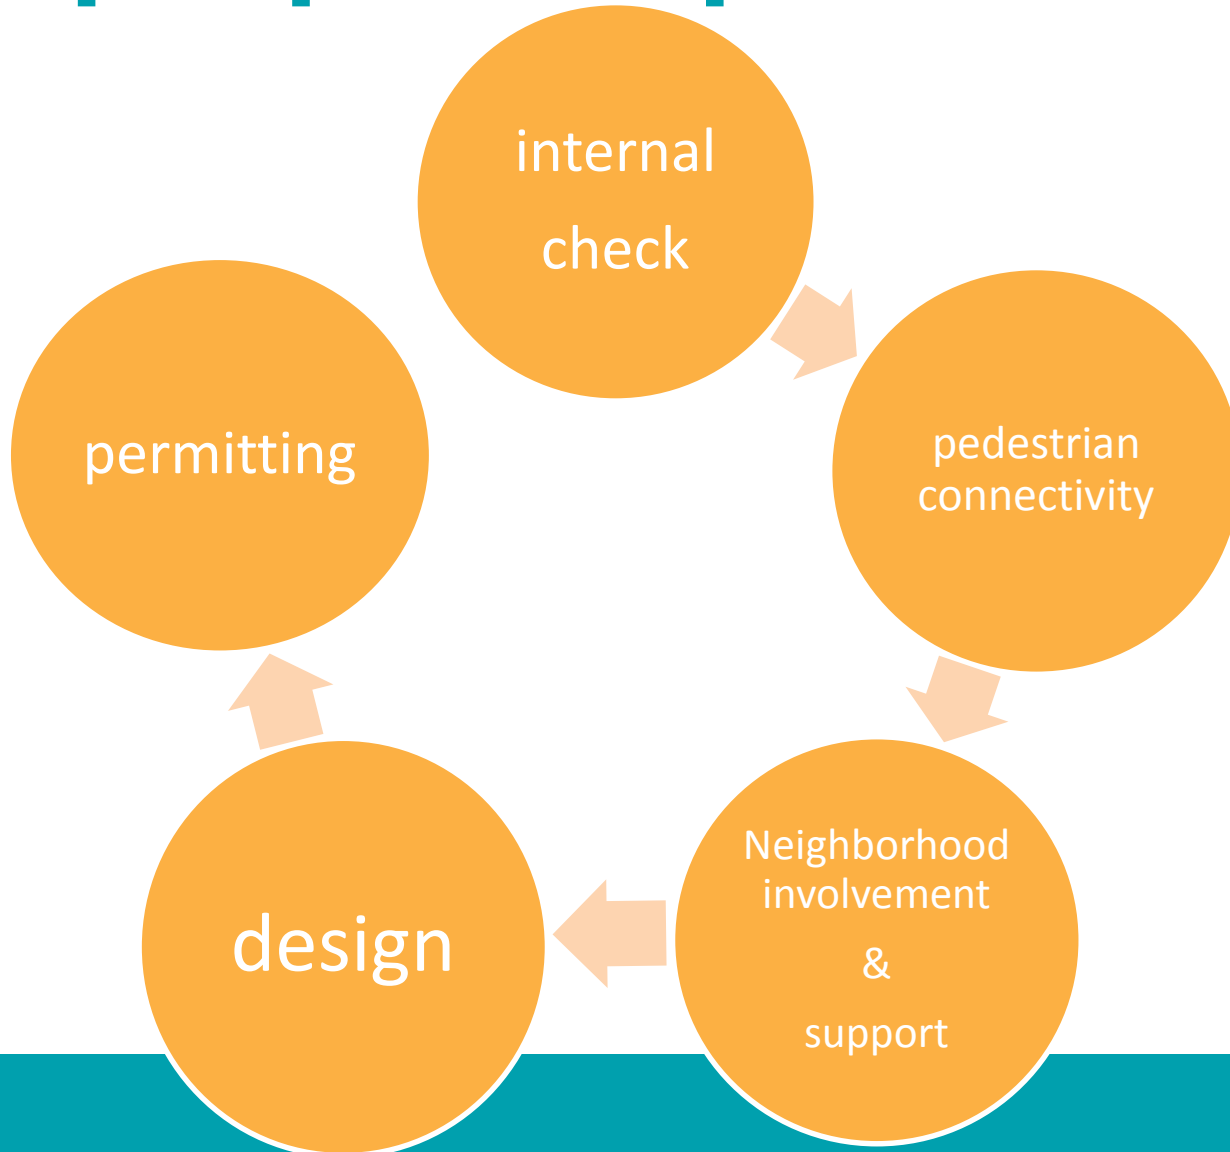 internal
check
pedestrian
connectivity
Neighborhood
involvement
&
support
design
permitting